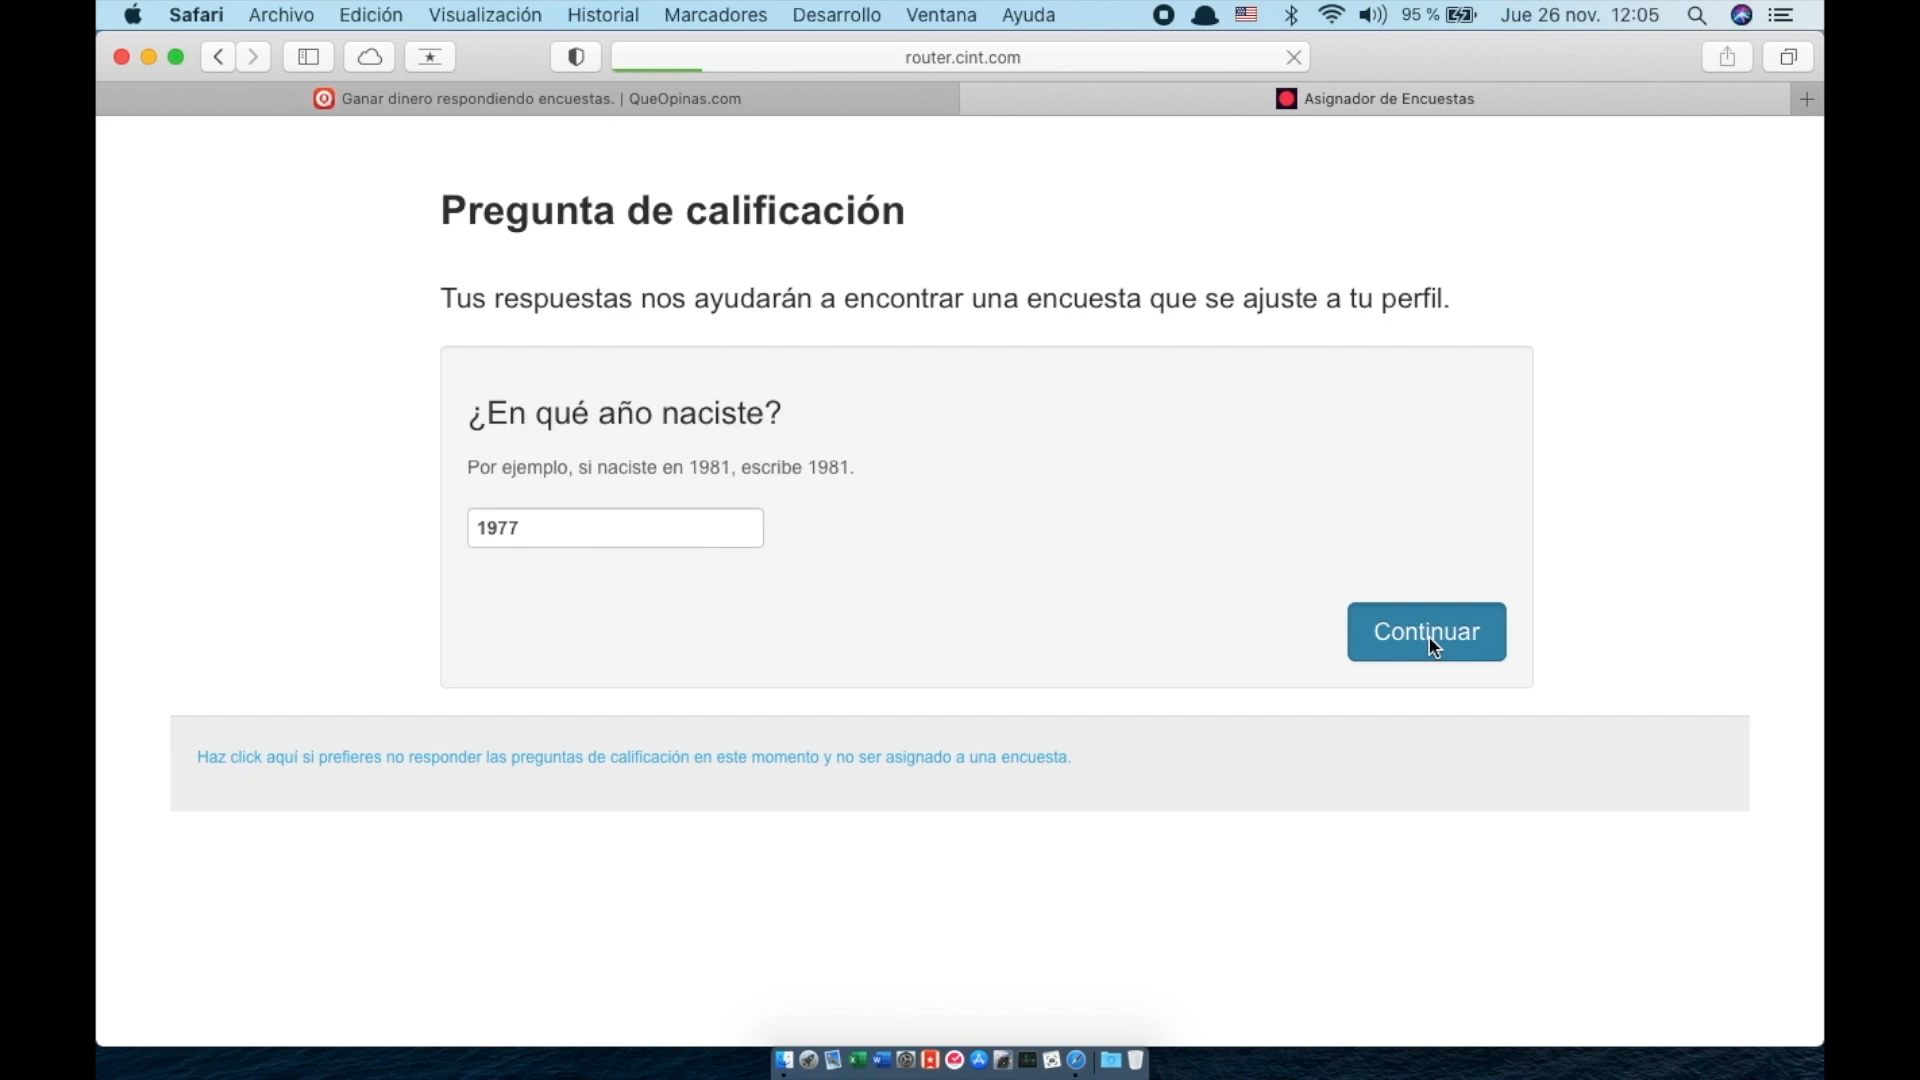 Safari Archivo Edición Visualización Historial Marcadores Desarrollo Ventana Ayuda 95 % Jue 26 nov. 12:05
router.cint.com
Ganar dinero respondiendo encuestas. | QueOpinas.com
Asignador de Encuestas
Pregunta de calificación
Tus respuestas nos ayudarán a encontrar una encuesta que se ajuste a tu perfil.
¿En qué año naciste?
Por ejemplo, si naciste en 1981, escribe 1981.
1977
Continuar
Haz click aquí si prefieres no responder las preguntas de calificación en este momento y no ser asignado a una encuesta.